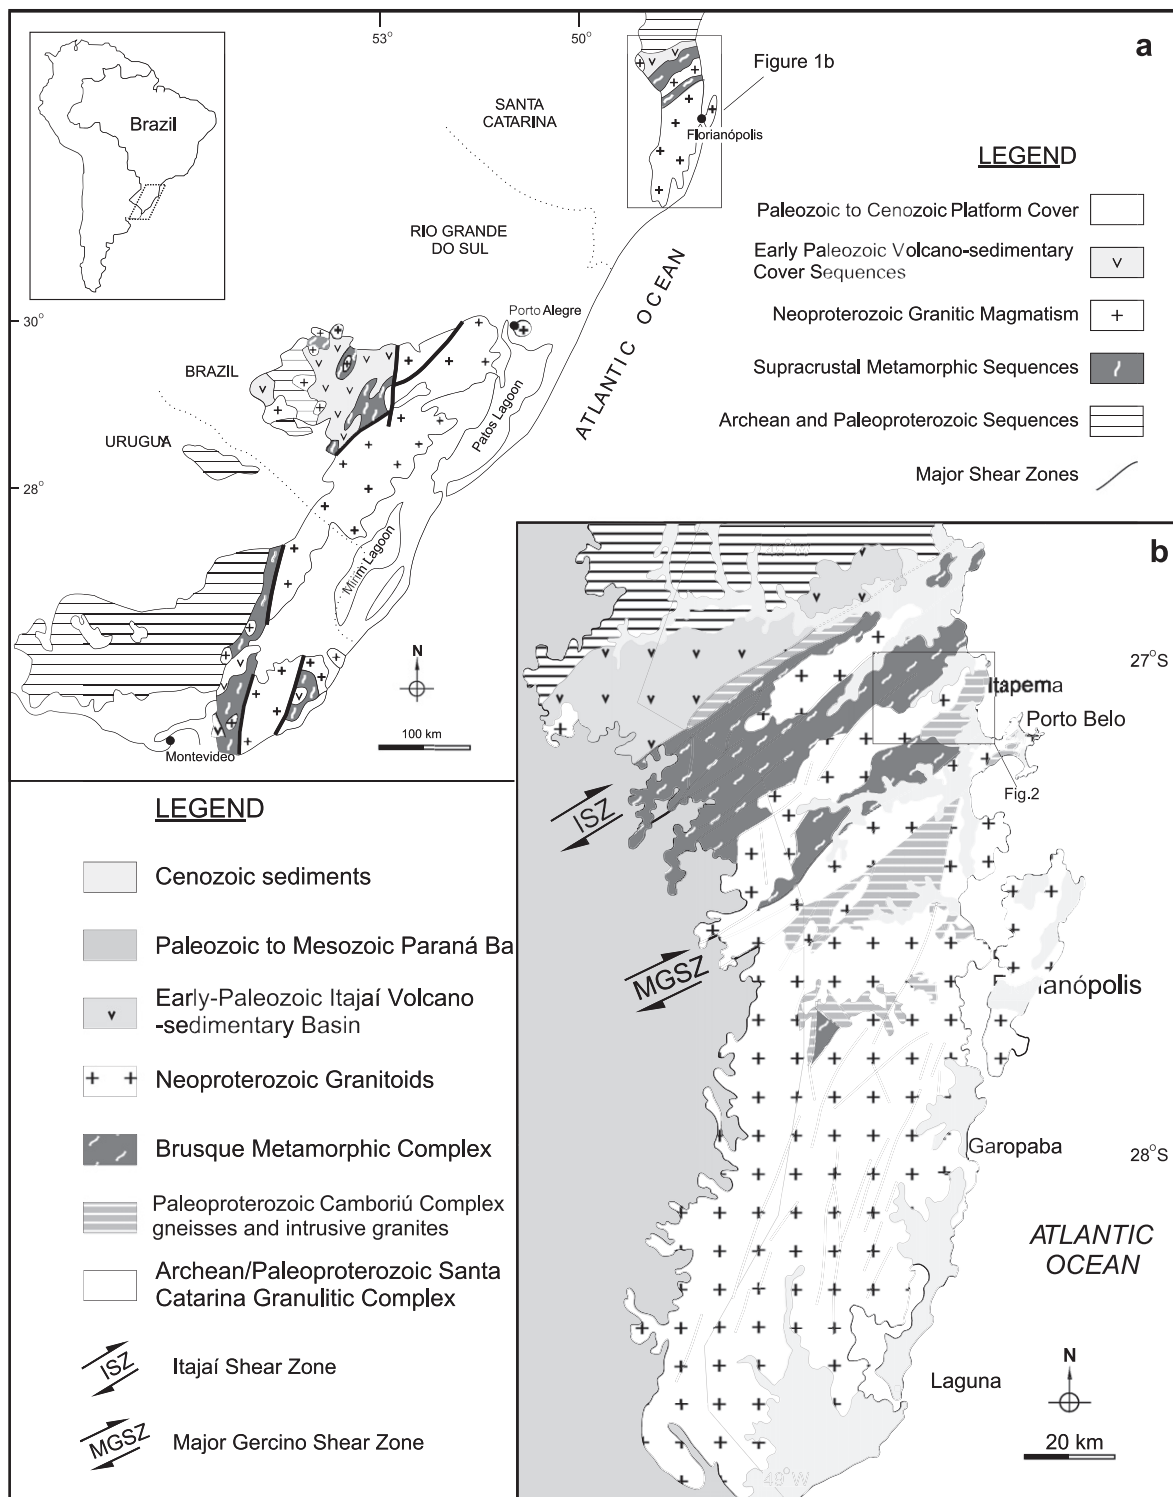 53°
50°
a
Figure 1b
SANTA
CATARINA
Florianópolis
Brazil
RIO GRANDE
DO SUL
ATLANTIC OCEAN
LEGEND
Paleozoic to Cenozoic Platform Cover
Early Paleozoic Volcano-sedimentary
Cover Sequences
Neoproterozoic Granitic Magmatism
Supracrustal Metamorphic Sequences
Archean and Paleoproterozoic Sequences
Major Shear Zones
30°
Porto Alegre
BRAZIL
URUGUA
Patos Lagoon
28°
Mirim Lagoon
N
100 km
Montevideo
b
49°W
27°S
Itapema
Porto Belo
Fig.2
ISZ
MGSZ
ianópolis
Garopaba
28°S
ATLANTIC
OCEAN
Laguna
N
20 km
49°W
LEGEND
Cenozoic sediments
Paleozoic to Mesozoic Paraná Ba
Early-Paleozoic Itajaí Volcano
-sedimentary Basin
Neoproterozoic Granitoids
Brusque Metamorphic Complex
Paleoproterozoic Camboriú Complex
gneisses and intrusive granites
Archean/Paleoproterozoic Santa
Catarina Granulitic Complex
ISZ
Itajaí Shear Zone
MGSZ
Major Gercino Shear Zone